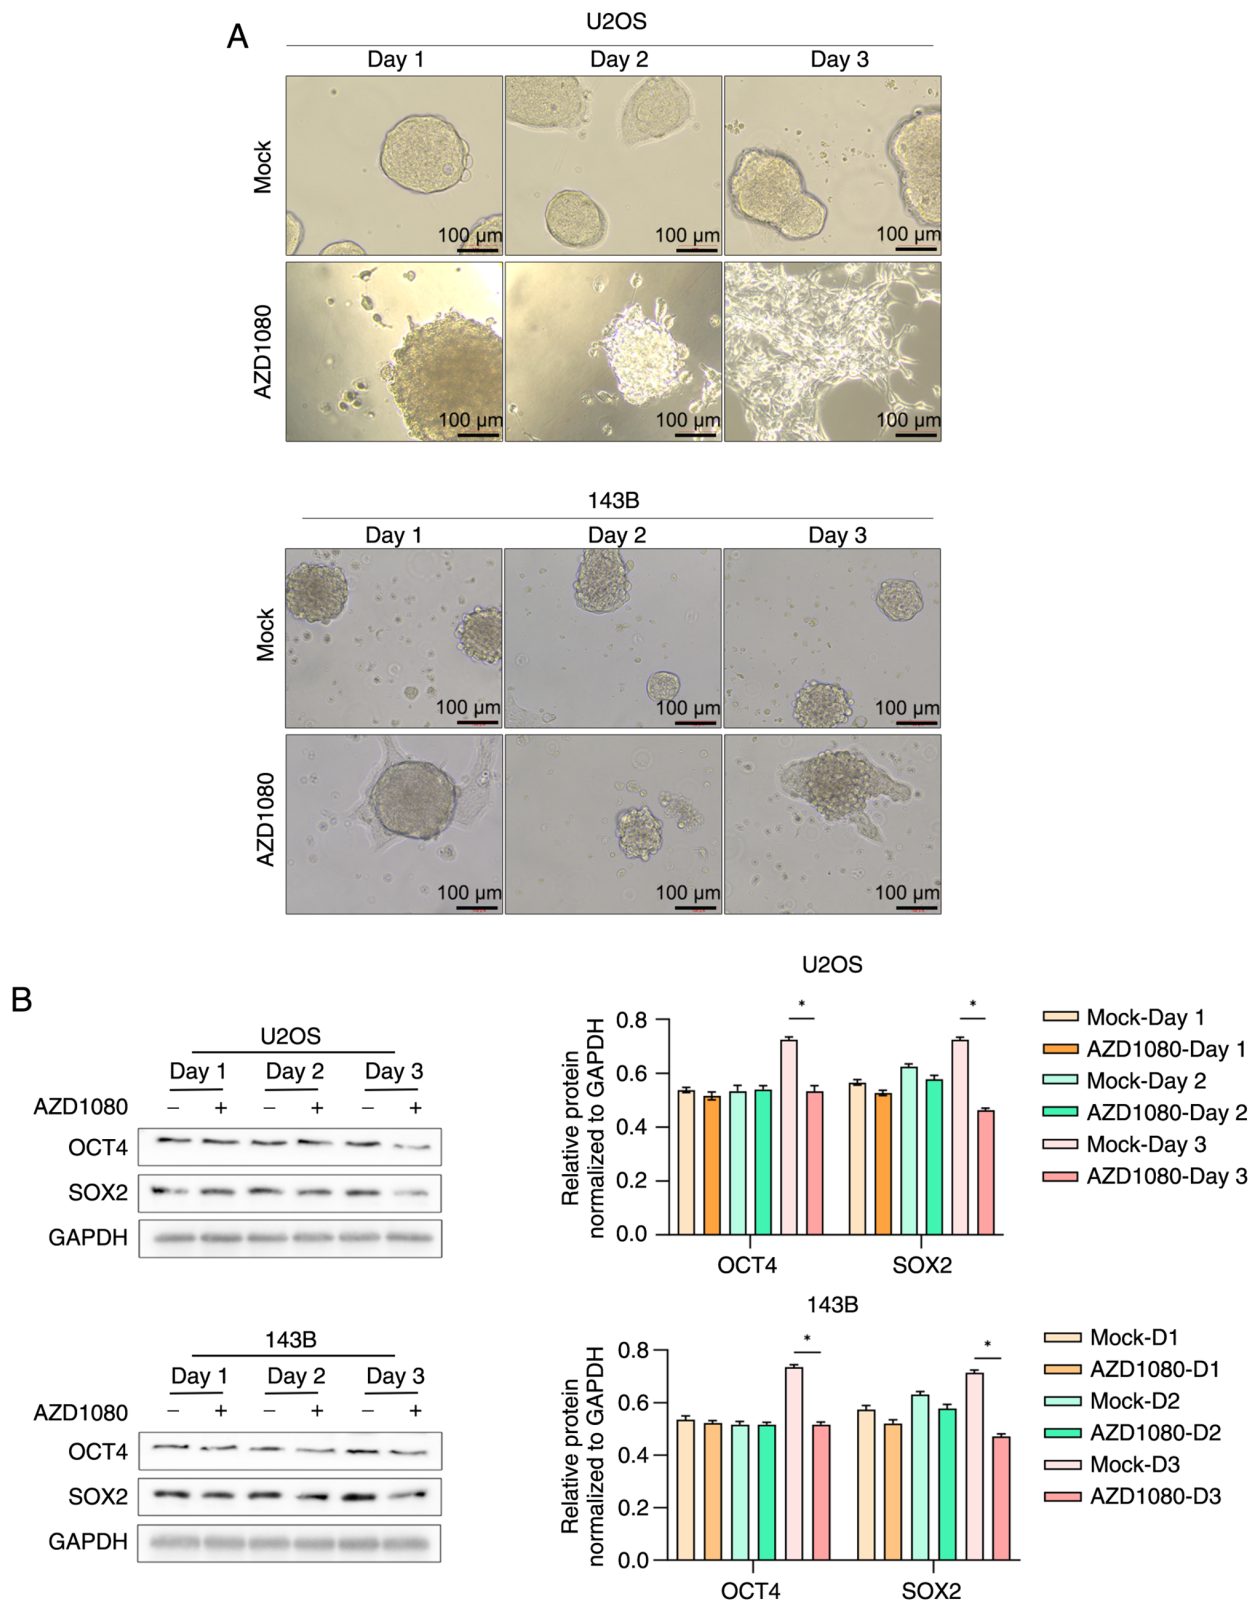 A
U2OS
Day 1 Day 2 Day 3
Mock
100 µm 100 µm 100 µm
AZD1080
100 µm 100 µm 100 µm
143B
Day 1 Day 2 Day 3
Mock
100 µm 100 µm 100 µm
AZD1080
100 µm 100 µm 100 µm
B
U2OS
Day 1 Day 2 Day 3
AZD1080 – + – + – +
OCT4
SOX2
GAPDH
U2OS
Relative protein
normalized to GAPDH
0.8
0.6
0.4
0.2
0.0
* *
OCT4 SOX2
Mock-Day 1
AZD1080-Day 1
Mock-Day 2
AZD1080-Day 2
Mock-Day 3
AZD1080-Day 3
143B
Day 1 Day 2 Day 3
AZD1080 – + – + – +
OCT4
SOX2
GAPDH
143B
Relative protein
normalized to GAPDH
0.8
0.6
0.4
0.2
0.0
* *
OCT4 SOX2
Mock-D1
AZD1080-D1
Mock-D2
AZD1080-D2
Mock-D3
AZD1080-D3